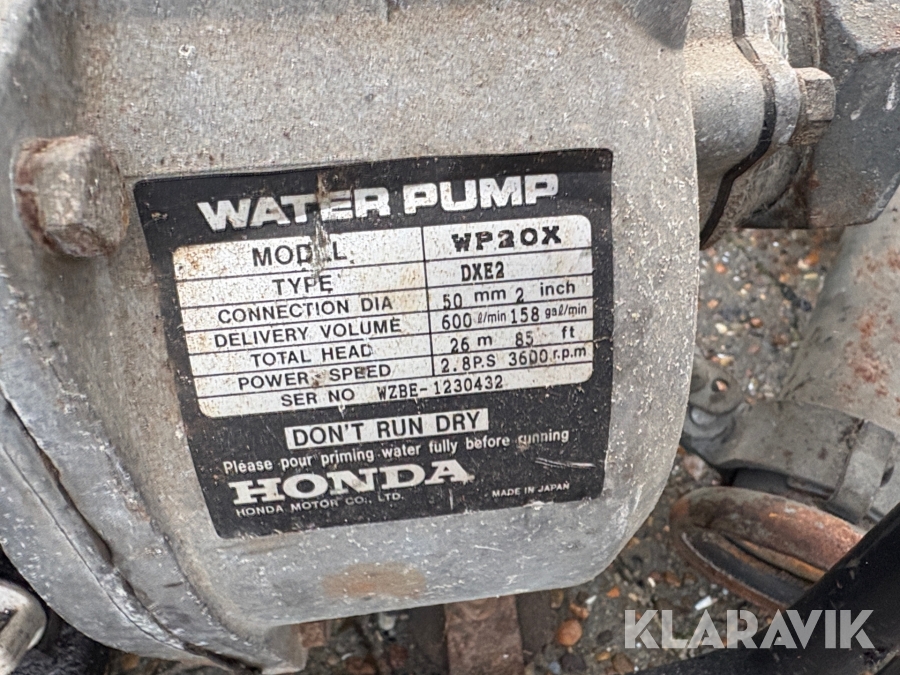 WATER PUMP
MODEL WP20X
TYPE DXE2
CONNECTION DIA 50 mm 2 inch
DELIVERY VOLUME 600 ℓ/min 158 gaℓ/min
TOTAL HEAD 26 m 85 ft
POWER, SPEED 2.8P.S 3600 r.p.m
SER NO WZBE-1230432
DON'T RUN DRY
Please pour priming water fully before running
HONDA
HONDA MOTOR CO., LTD. MADE IN JAPAN
KLARAVIK